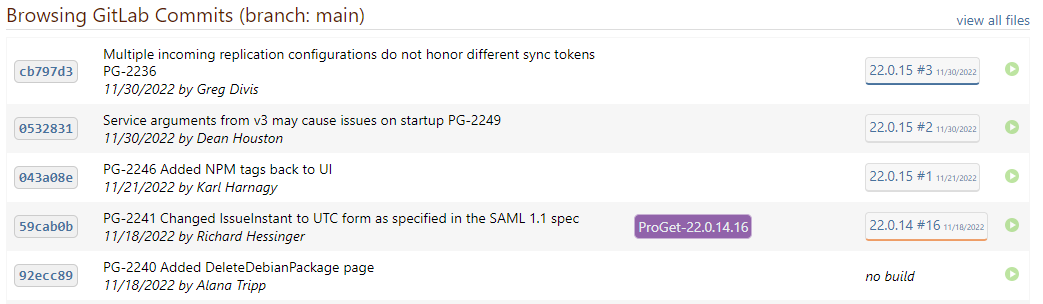 Browsing GitLab Commits (branch: main)
view all files
cb797d3
Multiple incoming replication configurations do not honor different sync tokens
PG-2236
11/30/2022 by Greg Divis
22.0.15 #3 11/30/2022
0532831
Service arguments from v3 may cause issues on startup PG-2249
11/30/2022 by Dean Houston
22.0.15 #2 11/30/2022
043a08e
PG-2246 Added NPM tags back to UI
11/21/2022 by Karl Harnagy
22.0.15 #1 11/21/2022
59cab0b
PG-2241 Changed IssueInstant to UTC form as specified in the SAML 1.1 spec
11/18/2022 by Richard Hessinger
ProGet-22.0.14.16
22.0.14 #16 11/18/2022
92ecc89
PG-2240 Added DeleteDebianPackage page
11/18/2022 by Alana Tripp
no build